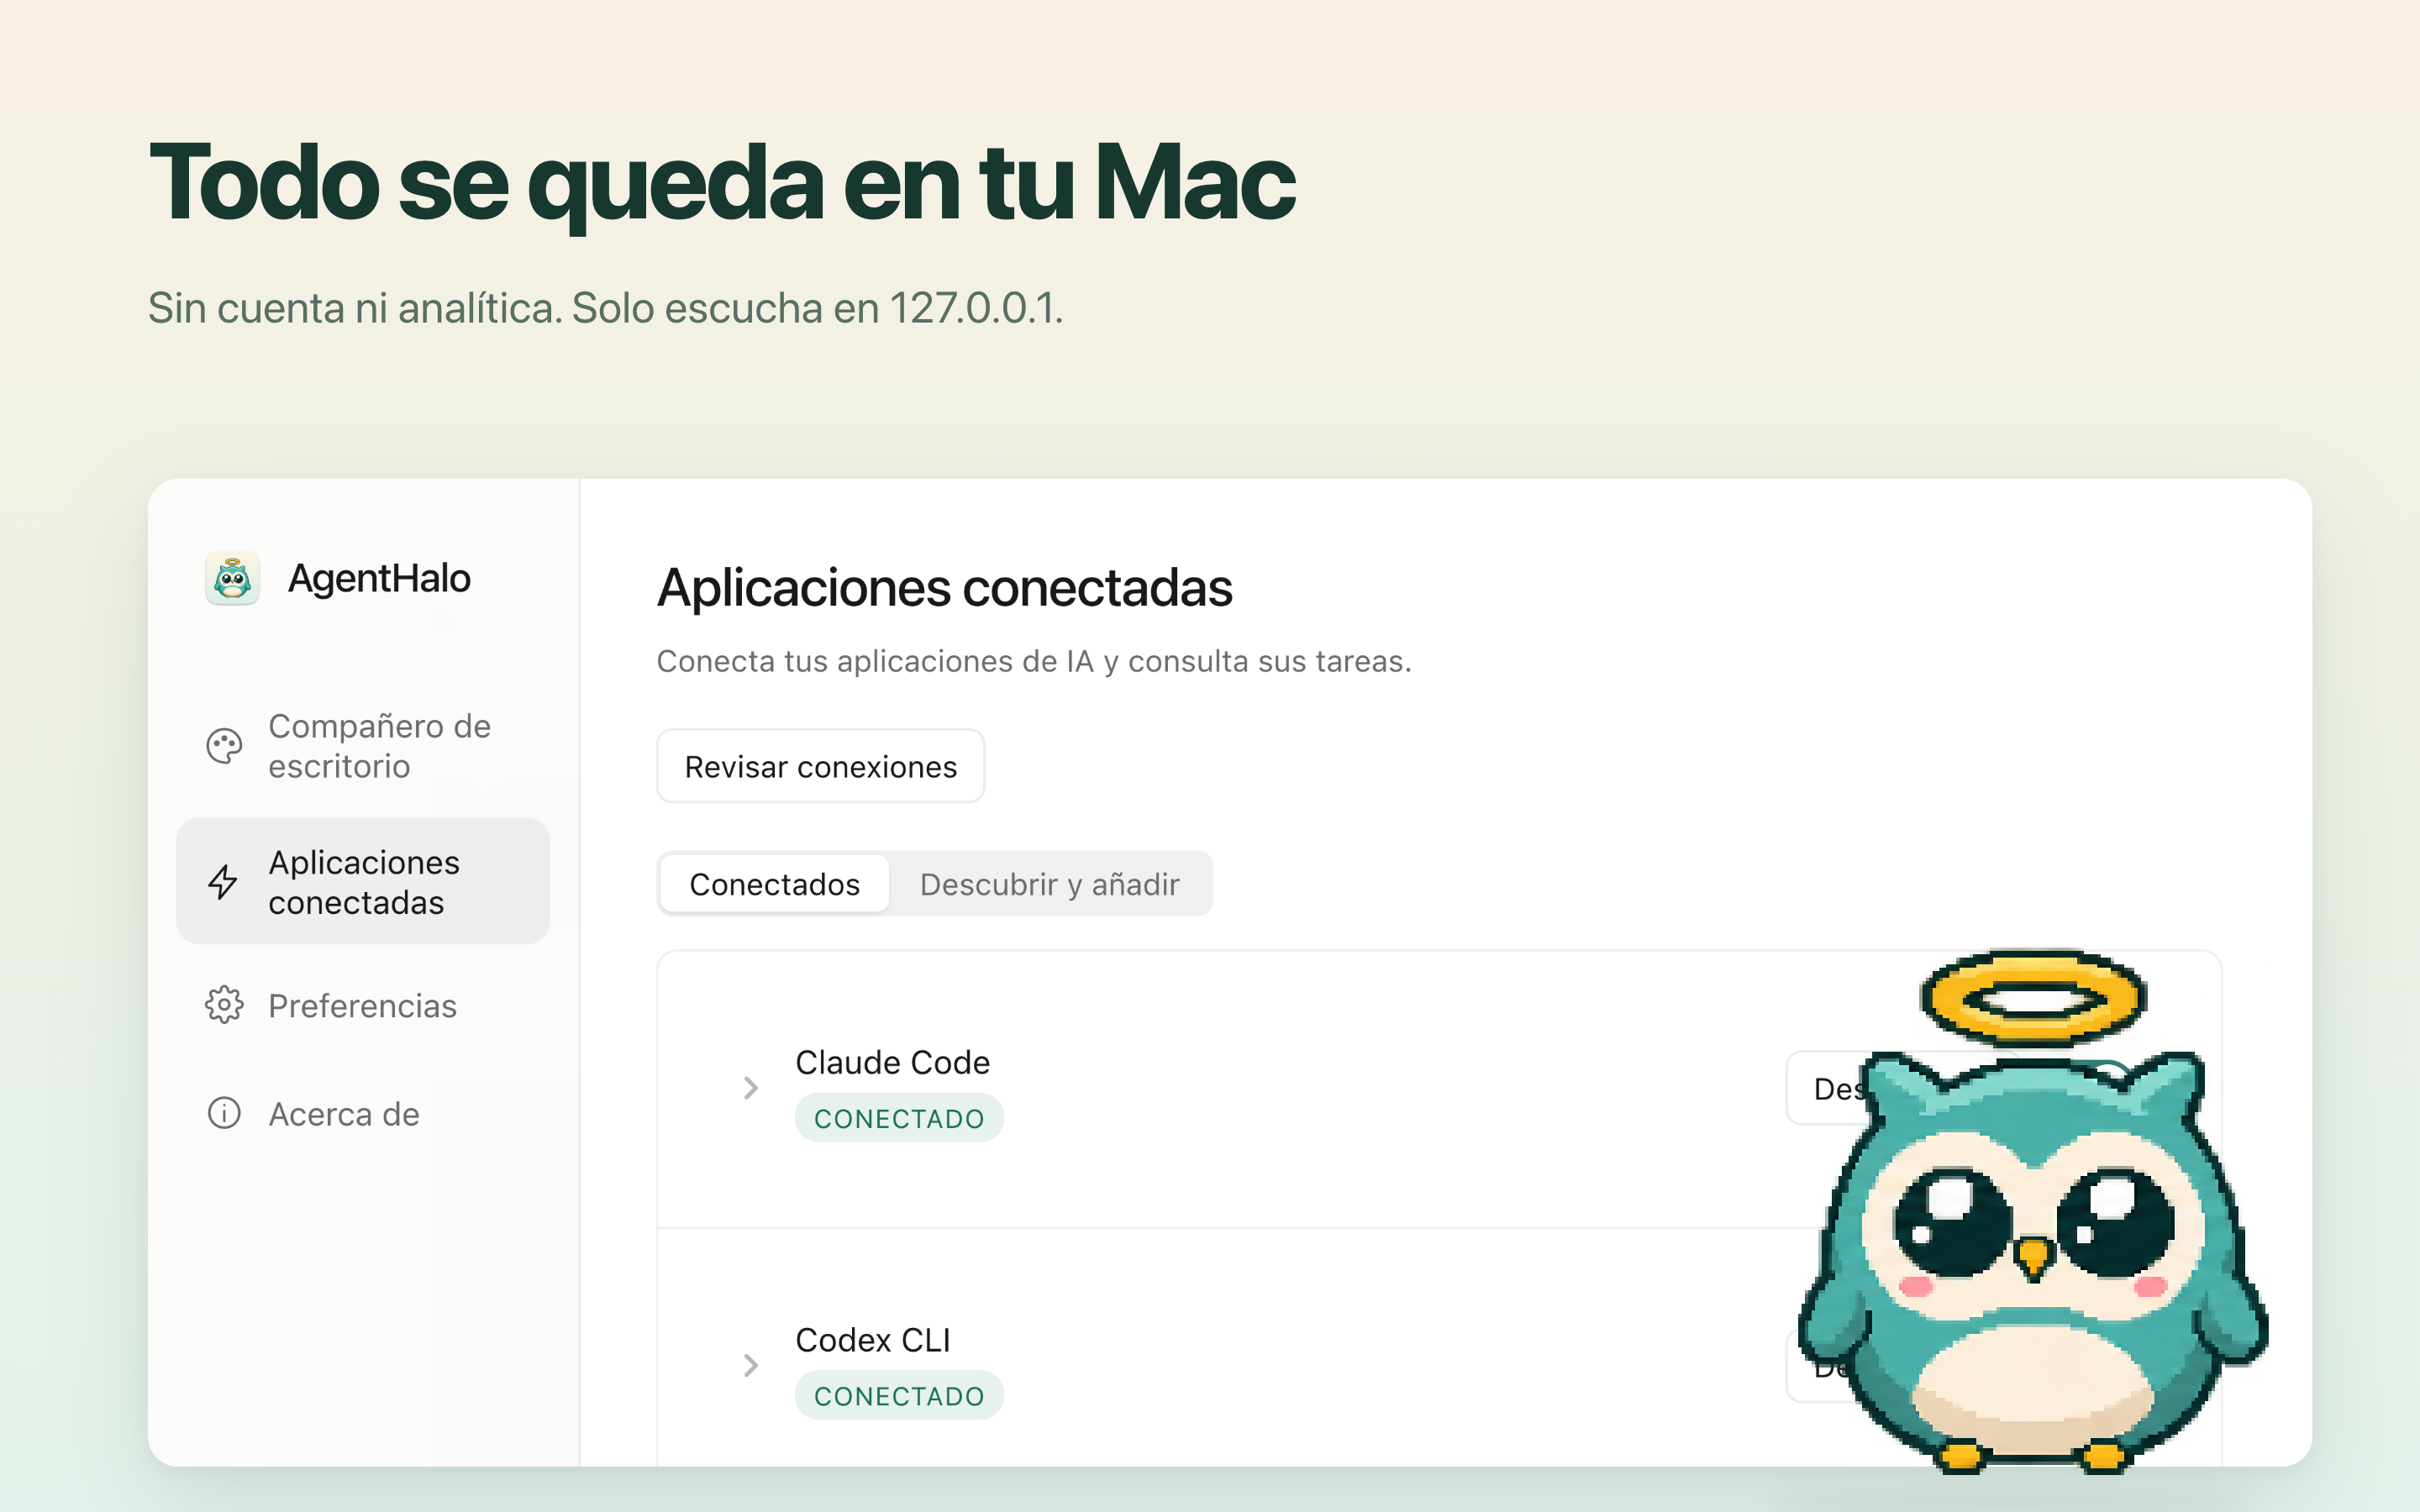 Todo se queda en tu Mac
Sin cuenta ni analítica. Solo escucha en 127.0.0.1.
AgentHalo
Compañero de
escritorio
Aplicaciones
conectadas
Preferencias
Acerca de
Aplicaciones conectadas
Conecta tus aplicaciones de IA y consulta sus tareas.
Revisar conexiones
Conectados
Descubrir y añadir
Claude Code
CONECTADO
Codex CLI
CONECTADO